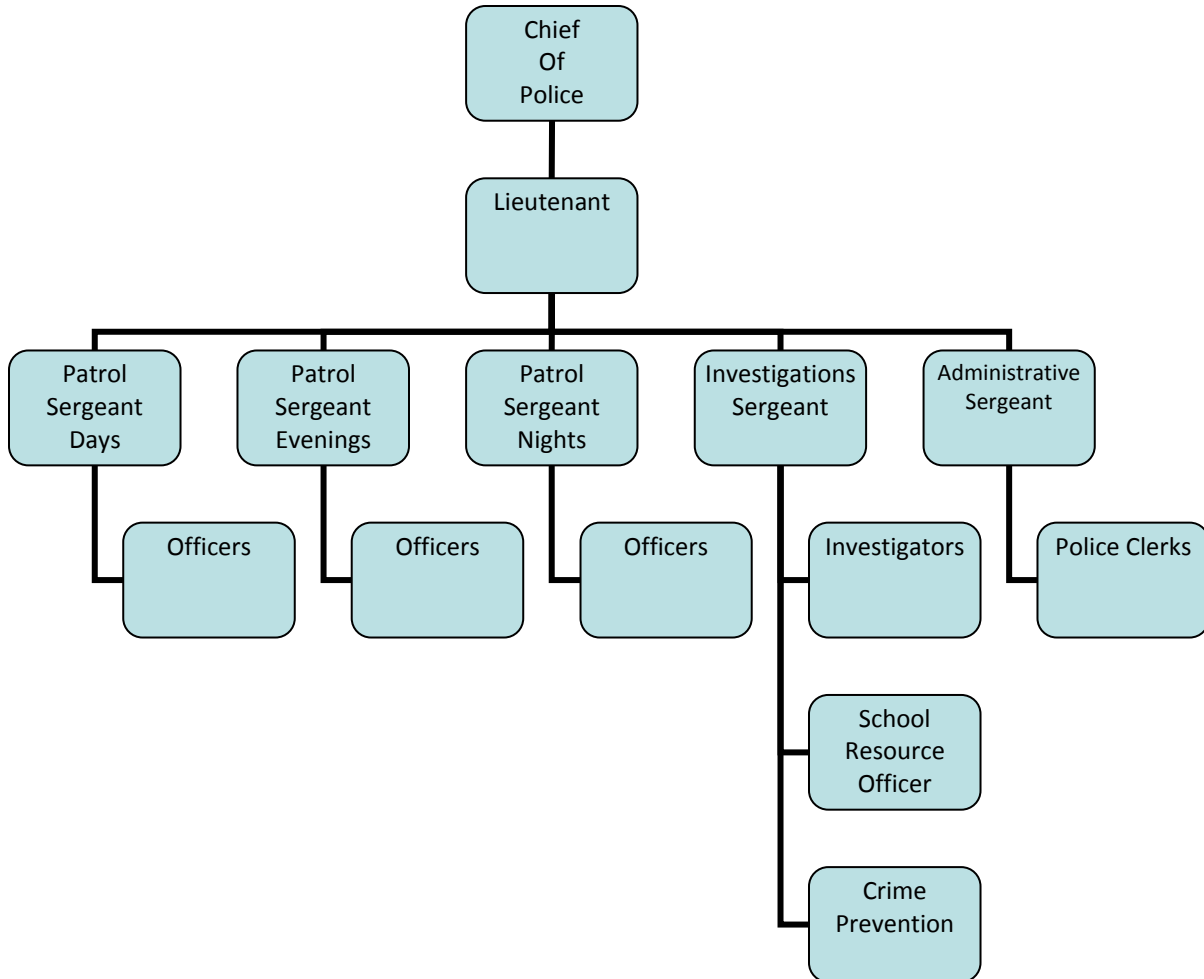 Chief
Of
Police
Lieutenant
Patrol
Sergeant
Days
Patrol
Sergeant
Evenings
Patrol
Sergeant
Nights
Investigations
Sergeant
Administrative
Sergeant
Officers
Officers
Officers
Investigators
Police Clerks
School
Resource
Officer
Crime
Prevention